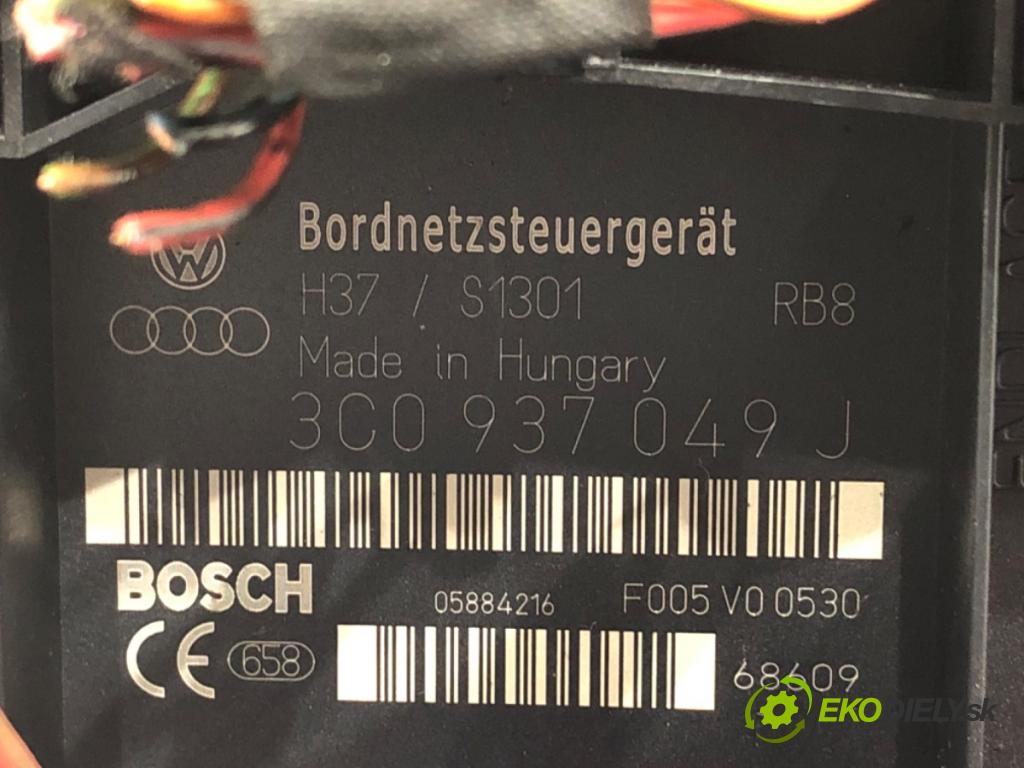 Bordnetzsteuergerät
H37 / S1301 RB8
Made in Hungary
3C0 937 049 J
BOSCH 05884216 F005 V0 0530
CE 658
68609
EKODIELY.sk